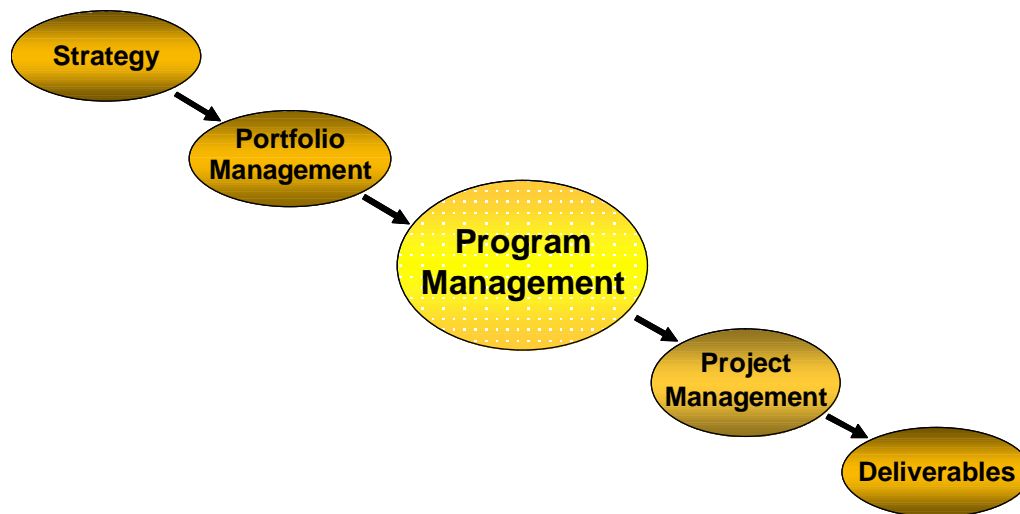 Strategy
Portfolio
Management
Program
Management
Project
Management
Deliverables